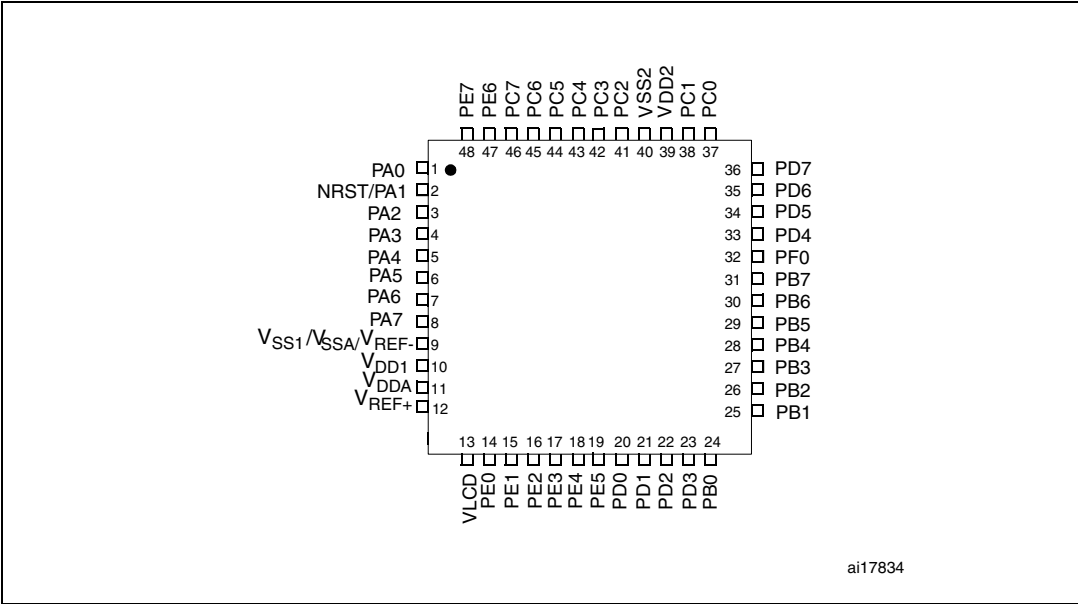 PE7 PE6 PC7 PC6 PC5 PC4 PC3 PC2 VSS2 VDD2 PC1 PC0
48 47 46 45 44 43 42 41 40 39 38 37
PA0 1 36 PD7
NRST/PA1 2 35 PD6
PA2 3 34 PD5
PA3 4 33 PD4
PA4 5 32 PF0
PA5 6 31 PB7
PA6 7 30 PB6
PA7 8 29 PB5
VSS1/VSSA/VREF- 9 28 PB4
VDD1 10 27 PB3
VDDA 11 26 PB2
VREF+ 12 25 PB1
13 14 15 16 17 18 19 20 21 22 23 24
VLCD PE0 PE1 PE2 PE3 PE4 PE5 PD0 PD1 PD2 PD3 PB0
ai17834